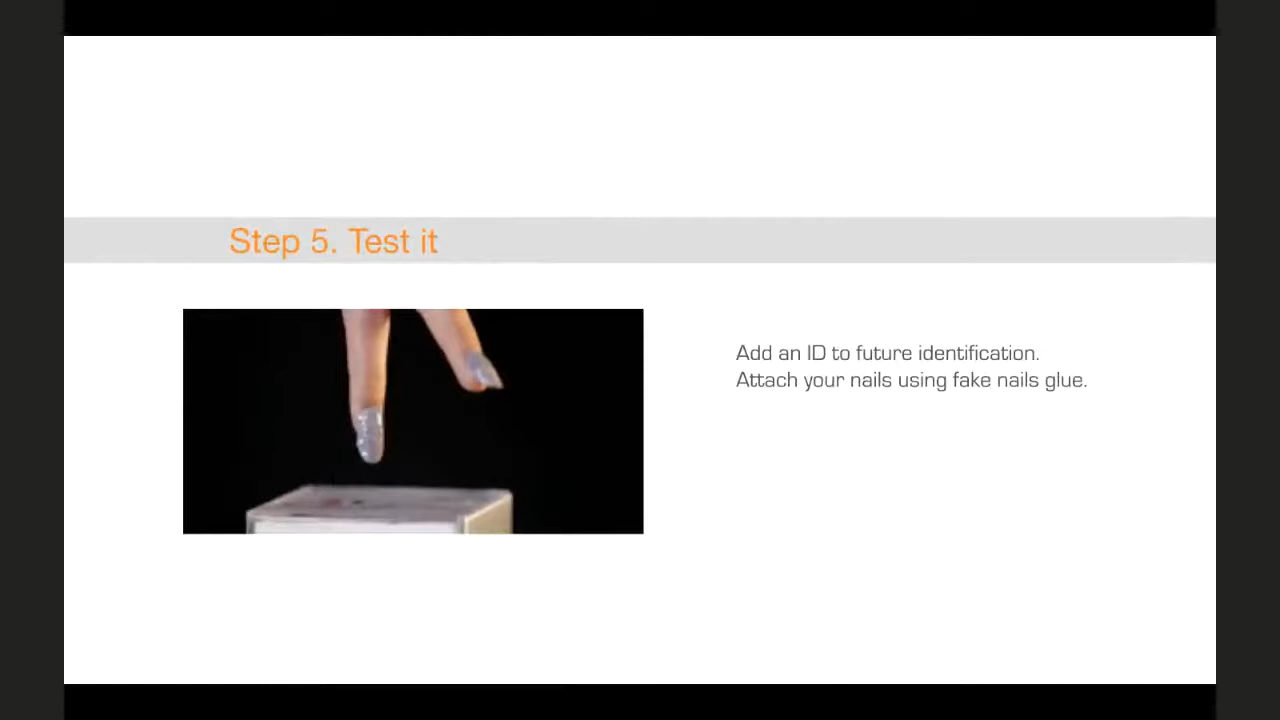 Step 5. Test it
Add an ID to future identification.
Attach your nails using fake nails glue.